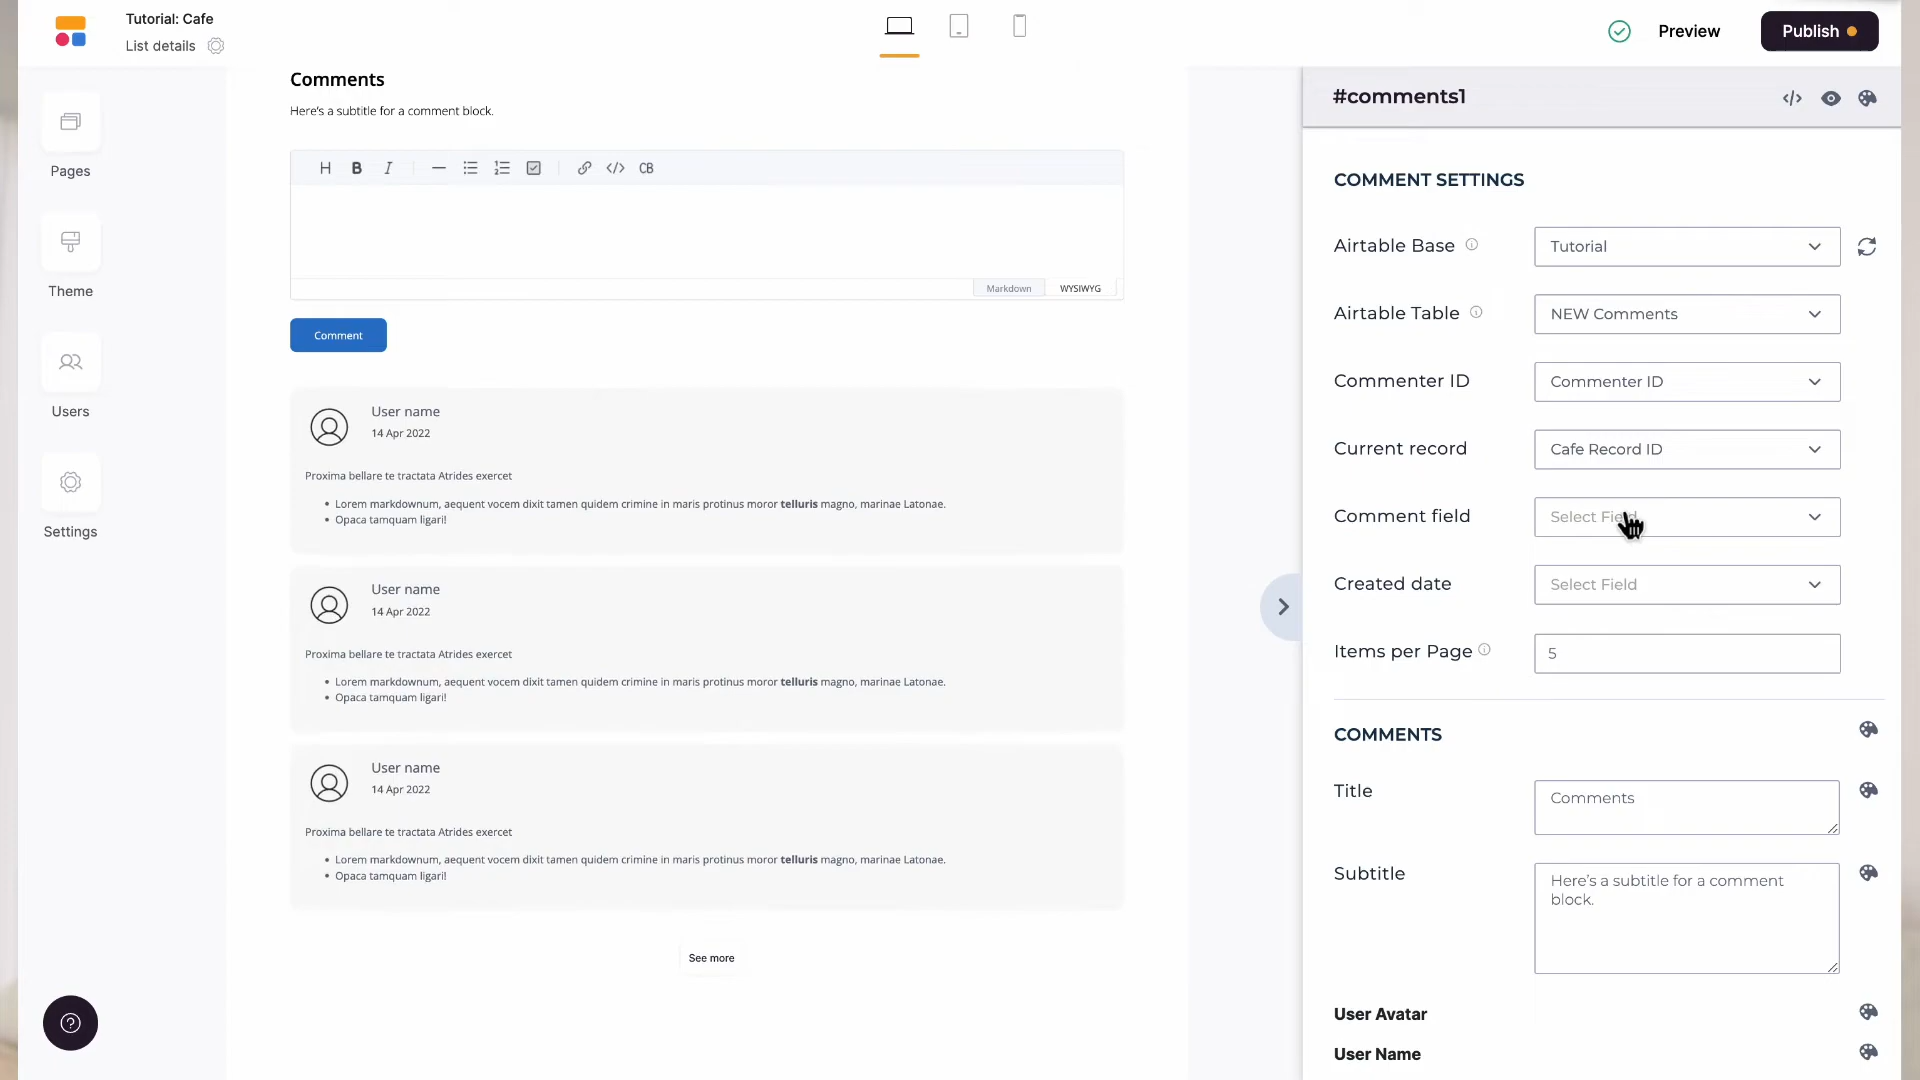 Tutorial: Cafe
List details
Preview
Publish
Pages
Theme
Users
Settings
Comments
Here's a subtitle for a comment block.
H B I CB
Markdown
WYSIWYG
Comment
User name
14 Apr 2022
Proxima bellare te tractata Atrides exercet
• Lorem markdownum, aequent vocem dixit tamen quidem crimine in maris protinus moror telluris magno, marinae Latonae.
• Opaca tamquam ligari!
User name
14 Apr 2022
Proxima bellare te tractata Atrides exercet
• Lorem markdownum, aequent vocem dixit tamen quidem crimine in maris protinus moror telluris magno, marinae Latonae.
• Opaca tamquam ligari!
User name
14 Apr 2022
Proxima bellare te tractata Atrides exercet
• Lorem markdownum, aequent vocem dixit tamen quidem crimine in maris protinus moror telluris magno, marinae Latonae.
• Opaca tamquam ligari!
See more
#comments1
COMMENT SETTINGS
Airtable Base
Tutorial
Airtable Table
NEW Comments
Commenter ID
Commenter ID
Current record
Cafe Record ID
Comment field
Select Field
Created date
Select Field
Items per Page
5
COMMENTS
Title
Comments
Subtitle
Here's a subtitle for a comment
block.
User Avatar
User Name